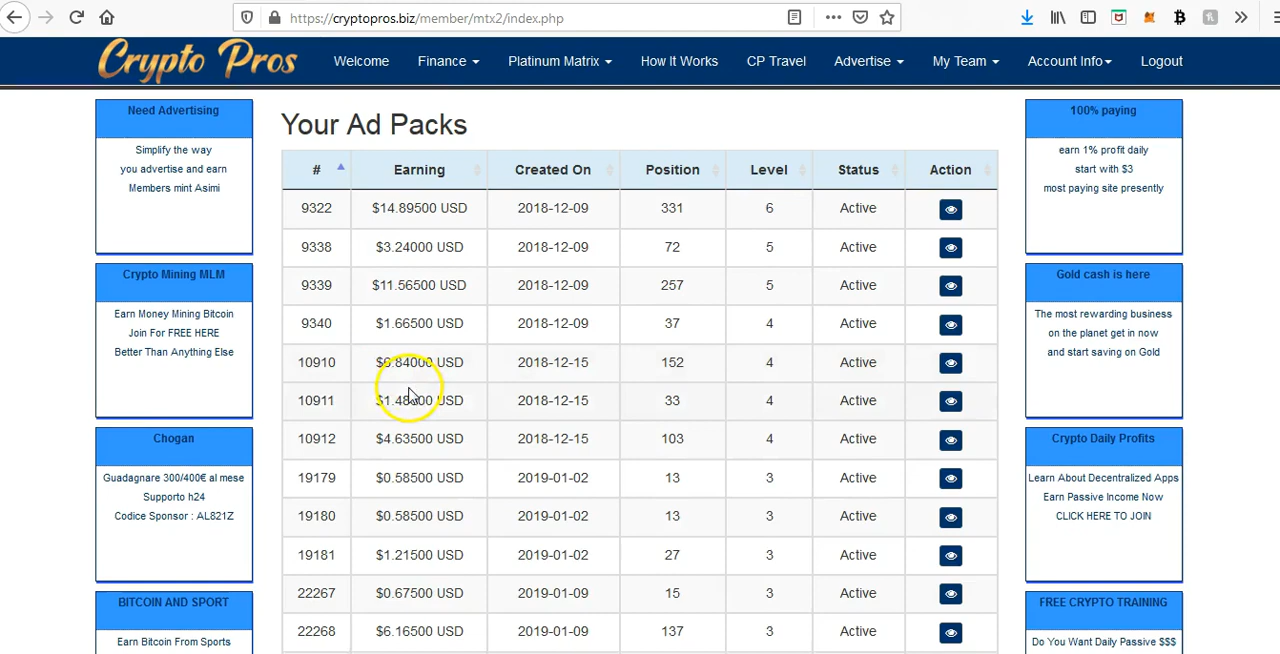 https://cryptopros.biz/member/mtx2/index.php
Crypto Pros
Welcome
Finance
Platinum Matrix
How It Works
CP Travel
Advertise
My Team
Account Info
Logout
Need Advertising
Simplify the way
you advertise and earn
Members mint Asimi
Crypto Mining MLM
Earn Money Mining Bitcoin
Join For FREE HERE
Better Than Anything Else
Chogan
Guadagnare 300/400€ al mese
Supporto h24
Codice Sponsor : AL821Z
BITCOIN AND SPORT
Earn Bitcoin From Sports
Your Ad Packs
# Earning Created On Position Level Status Action
9322 $14.89500 USD 2018-12-09 331 6 Active
9338 $3.24000 USD 2018-12-09 72 5 Active
9339 $11.56500 USD 2018-12-09 257 5 Active
9340 $1.66500 USD 2018-12-09 37 4 Active
10910 $6.84000 USD 2018-12-15 152 4 Active
10911 USD 2018-12-15 33 4 Active
10912 $4.63500 USD 2018-12-15 103 4 Active
19179 $0.58500 USD 2019-01-02 13 3 Active
19180 $0.58500 USD 2019-01-02 13 3 Active
19181 $1.21500 USD 2019-01-02 27 3 Active
22267 $0.67500 USD 2019-01-09 15 3 Active
22268 $6.16500 USD 2019-01-09 137 3 Active
100% paying
earn 1% profit daily
start with $3
most paying site presently
Gold cash is here
The most rewarding business
on the planet get in now
and start saving on Gold
Crypto Daily Profits
Learn About Decentralized Apps
Earn Passive Income Now
CLICK HERE TO JOIN
FREE CRYPTO TRAINING
Do You Want Daily Passive $$$